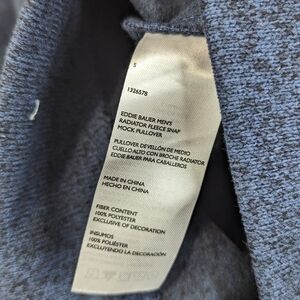 S
1326578
EDDIE BAUER MEN'S
RADIATOR FLEECE SNAP
MOCK PULLOVER
PULLOVER DE VELLÓN DE MEDIO
CUELLO ALTO CON BROCHE RADIATOR
EDDIE BAUER PARA CABALLEROS
MADE IN CHINA
HECHO EN CHINA
FIBER CONTENT
100% POLYESTER
EXCLUSIVE OF DECORATION
INSUMOS
100% POLIÉSTER
EXCLUYENDO LA DECORACIÓN